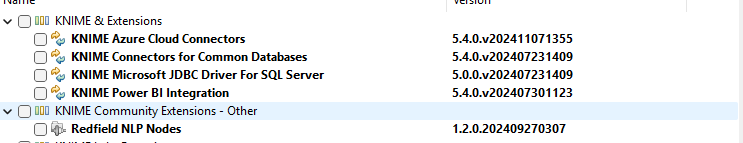 Version
KNIME & Extensions
KNIME Azure Cloud Connectors 5.4.0.v202411071355
KNIME Connectors for Common Databases 5.4.0.v202407231409
KNIME Microsoft JDBC Driver For SQL Server 5.0.0.v202407231409
KNIME Power BI Integration 5.4.0.v202407301123
KNIME Community Extensions - Other
Redfield NLP Nodes 1.2.0.202409270307